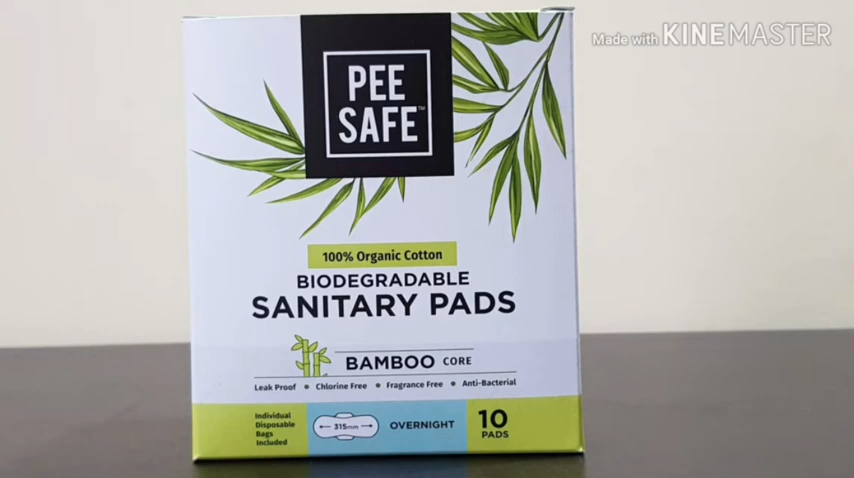 Made with KINEMASTER
PEE
SAFE™
100% Organic Cotton
BIODEGRADABLE
SANITARY PADS
BAMBOO CORE
Leak Proof • Chlorine Free • Fragrance Free • Anti-Bacterial
Individual
Disposable
Bags
Included
315mm
OVERNIGHT
10
PADS